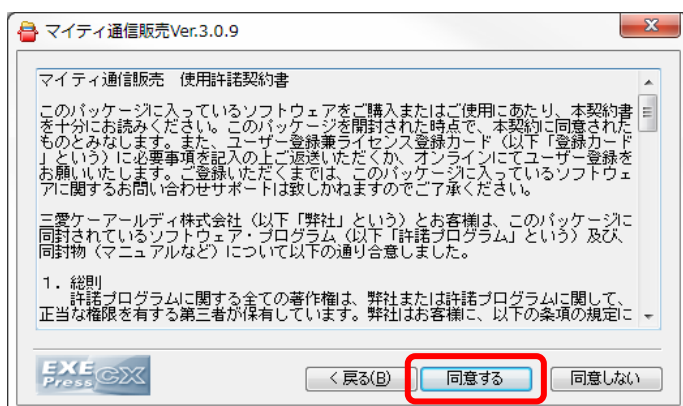 マイティ通信販売Ver.3.0.9
マイティ通信販売　使用許諾契約書
このパッケージに入っているソフトウェアをご購入またはご使用にあたり、本契約書
を十分にお読みください。このパッケージを開封された時点で、本契約に同意された
ものとみなします。また、ユーザー登録兼ライセンス登録カード（以下「登録カード
」という）に必要事項を記入の上ご返送いただくか、オンラインにてユーザー登録を
お願いいたします。ご登録いただくまでは、このパッケージに入っているソフトウェ
アに関するお問い合わせサポートは致しかねますのでご了承ください。
三愛ケーアールディ株式会社（以下「弊社」という）とお客様は、このパッケージに
同封されているソフトウェア・プログラム（以下「許諾プログラム」という）及び、
同封物（マニュアルなど）について以下の通り合意しました。
１．総則
許諾プログラムに関する全ての著作権は、弊社または許諾プログラムに関して、
正当な権限を有する第三者が保有しています。弊社はお客様に、以下の条項の規定に
EXE
Press CX
< 戻る(B)
同意する
同意しない